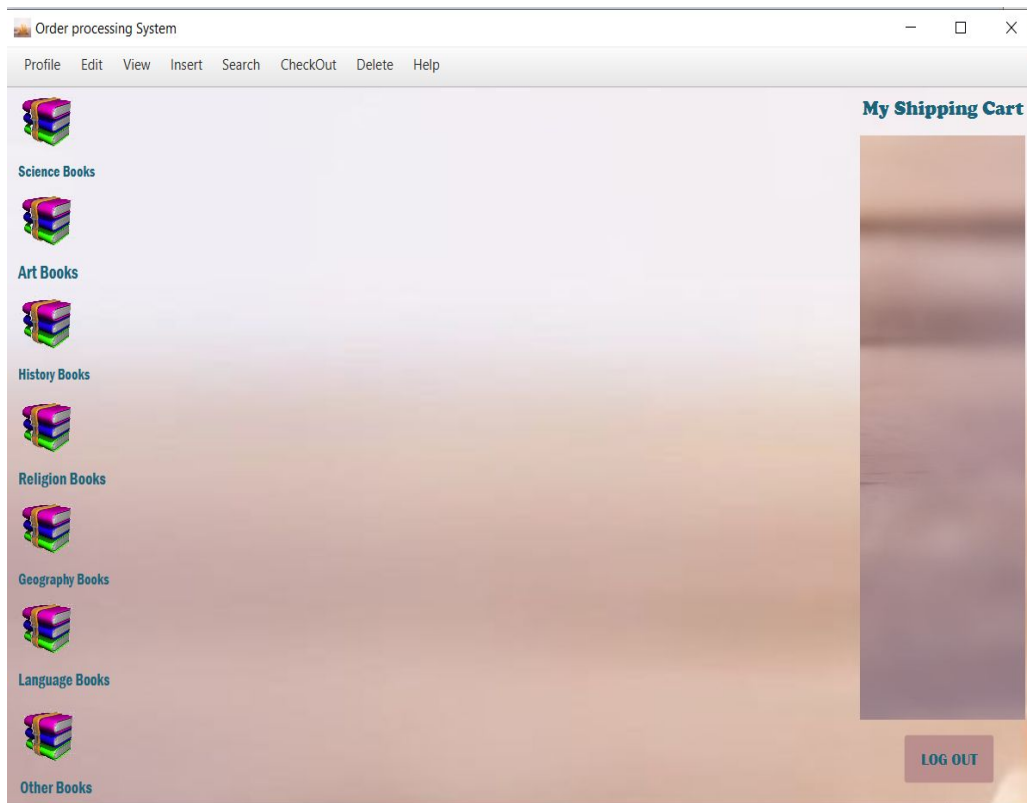 Order processing System
Profile Edit View Insert Search CheckOut Delete Help
My Shipping Cart
Science Books
Art Books
History Books
Religion Books
Geography Books
Language Books
Other Books
LOG OUT